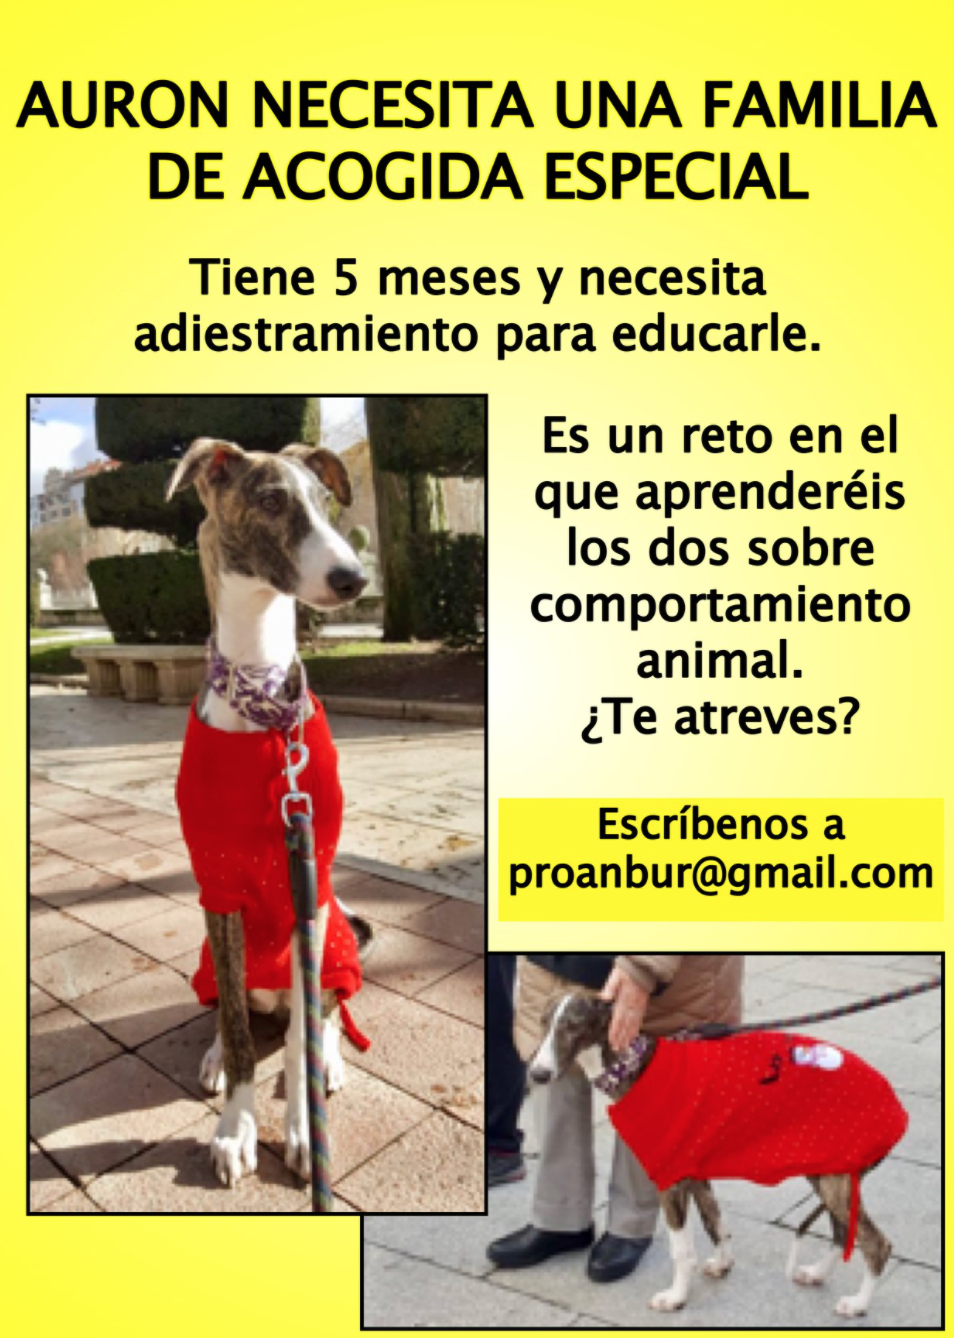 AURON NECESITA UNA FAMILIA
DE ACOGIDA ESPECIAL
Tiene 5 meses y necesita
adiestramiento para educarle.
Es un reto en el
que aprenderéis
los dos sobre
comportamiento
animal.
¿Te atreves?
Escríbenos a
proanbur@gmail.com